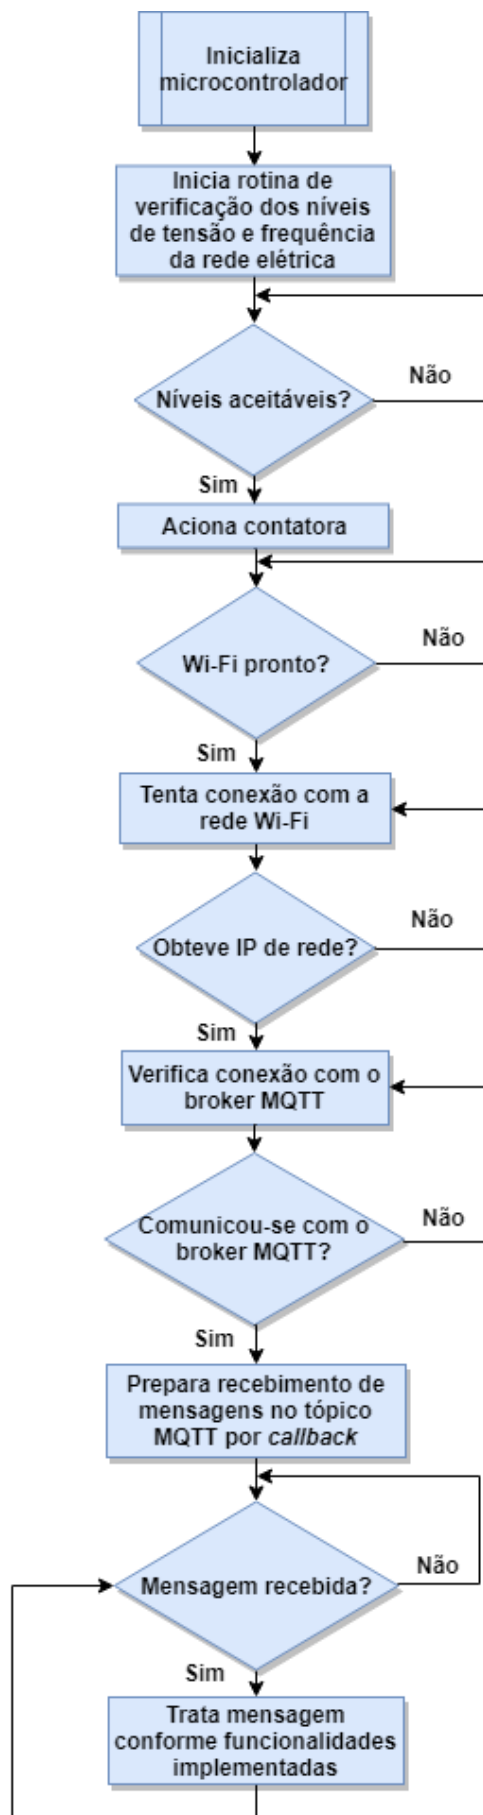 Inicializa
microcontrolador
Inicia rotina de
verificação dos níveis
de tensão e frequência
da rede elétrica
Níveis aceitáveis?
Não
Sim
Aciona contatora
Wi-Fi pronto?
Não
Sim
Tenta conexão com a
rede Wi-Fi
Obteve IP de rede?
Não
Sim
Verifica conexão com o
broker MQTT
Comunicou-se com o
broker MQTT?
Não
Sim
Prepara recebimento de
mensagens no tópico
MQTT por callback
Mensagem recebida?
Não
Sim
Trata mensagem
conforme funcionalidades
implementadas